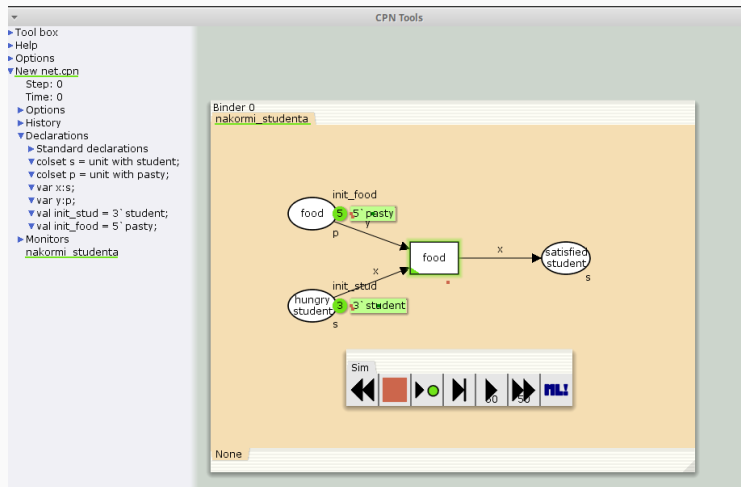 CPN Tools
Tool box
Help
Options
New net.cpn
Step: 0
Time: 0
Options
History
Declarations
Standard declarations
colset s = unit with student;
colset p = unit with pasty;
var x:s;
var y:p;
val init_stud = 3`student;
val init_food = 5`pasty;
Monitors
nakormi_studenta
Binder 0
nakormi_studenta
init_food
food
5
5`pasty
y
p
food
x
satisfied
student
s
x
init_stud
hungry
student
3
3`student
s
Sim
50
50
ML!
None